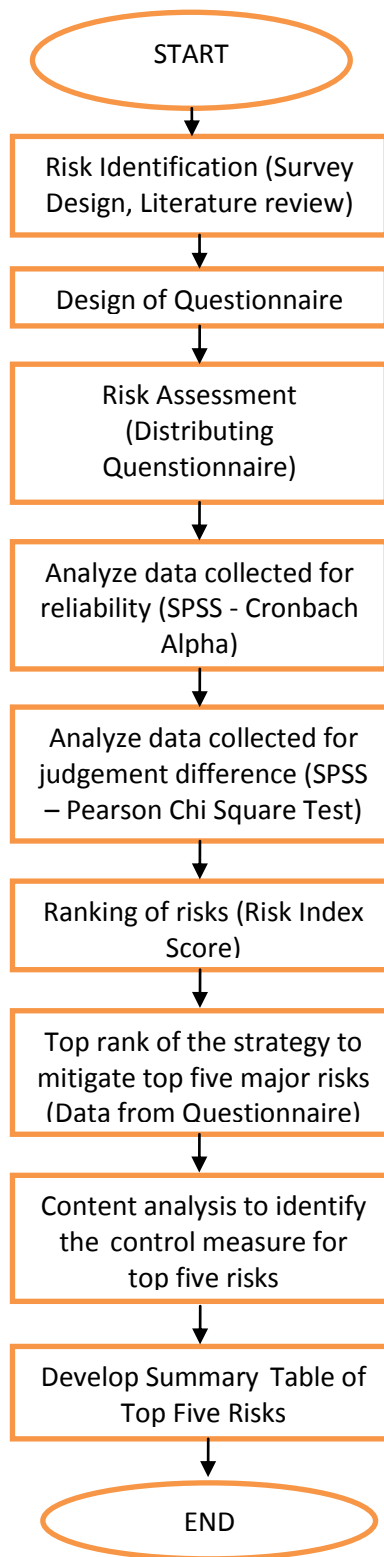 START
Risk Identification (Survey
Design, Literature review)
Design of Questionnaire
Risk Assessment
(Distributing
Quenstionnaire)
Analyze data collected for
reliability (SPSS - Cronbach
Alpha)
Analyze data collected for
judgement difference (SPSS
– Pearson Chi Square Test)
Ranking of risks (Risk Index
Score)
Top rank of the strategy to
mitigate top five major risks
(Data from Questionnaire)
Content analysis to identify
the control measure for
top five risks
Develop Summary Table of
Top Five Risks
END